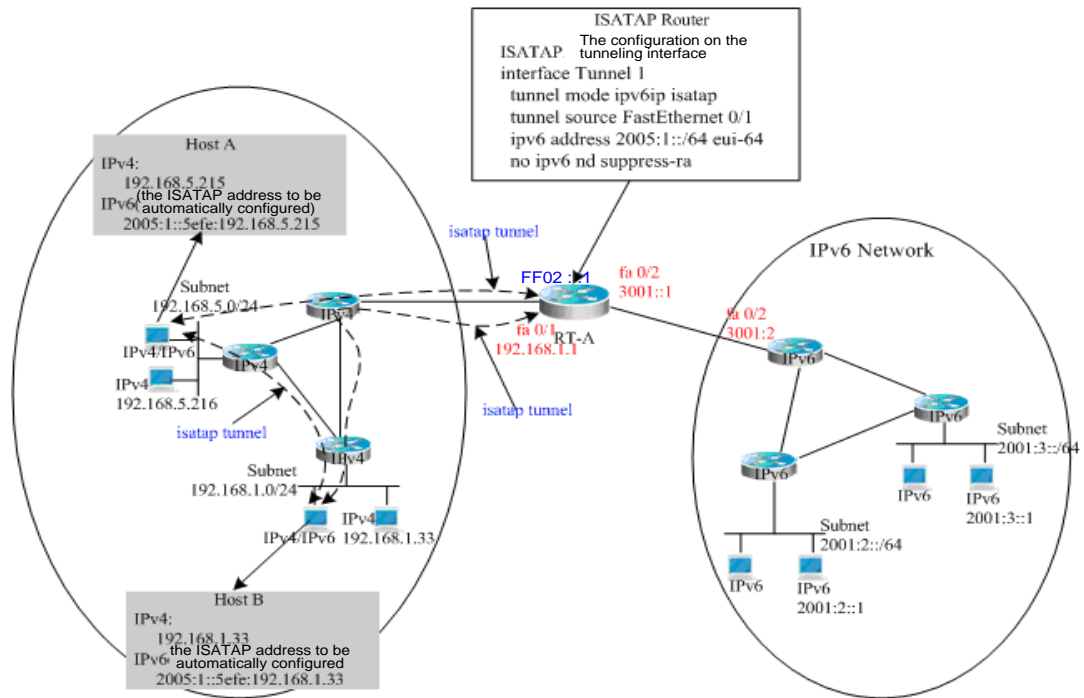 ISATAP Router
ISATAP The configuration on the
tunneling interface
interface Tunnel 1
tunnel mode ipv6ip isatap
tunnel source FastEthernet 0/1
ipv6 address 2005:1::/64 eui-64
no ipv6 nd suppress-ra
Host A
IPv4:
192.168.5.215
IPv6(
(the ISATAP address to be
automatically configured)
2005:1::5efe:192.168.5.215
isatap tunnel
IPv6 Network
FF02 ::1
fa 0/2
3001::1
Subnet
192.168.5.0/24
IPv4
fa 0/1
192.168.1.1
RT-A
fa 0/2
3001:2
IPv4/IPv6
IPv4
IPv6
IPv4
192.168.5.216
isatap tunnel
isatap tunnel
IPv6
Subnet
2001:3::/64
IPv4
IPv6
Subnet
192.168.1.0/24
IPv6
IPv6
2001:3::1
IPv4/IPv6
IPv4
192.168.1.33
Subnet
2001:2::/64
IPv6
IPv6
2001:2::1
Host B
IPv4:
192.168.1.33
IPv6(
the ISATAP address to be
automatically configured
2005:1::5efe:192.168.1.33